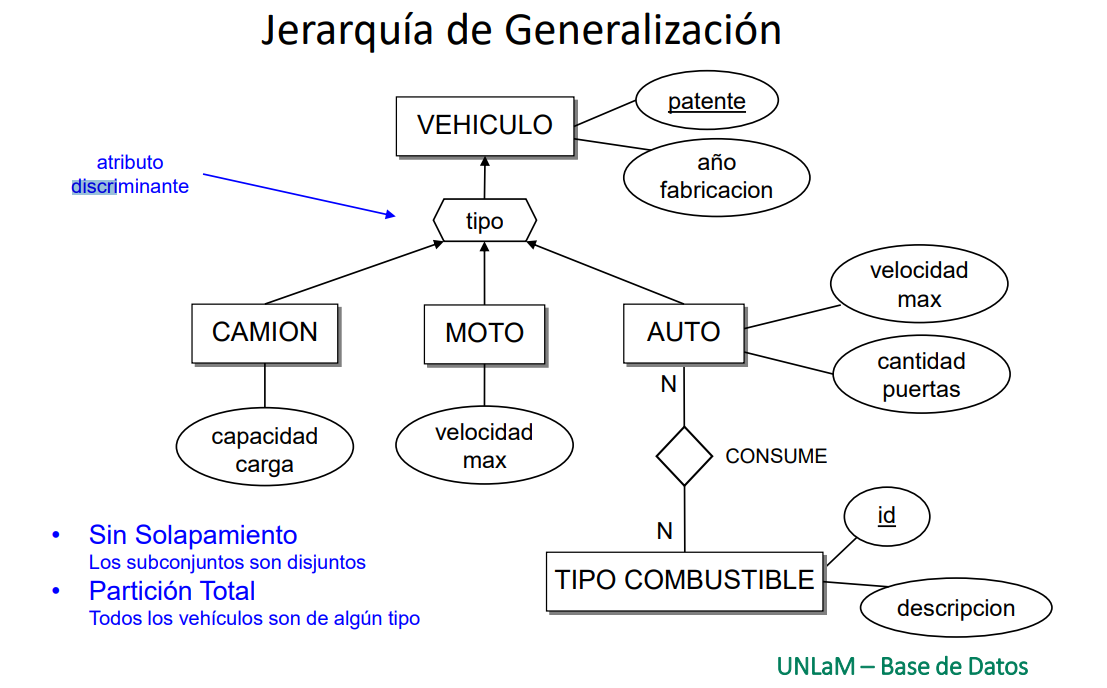 Jerarquía de Generalización
VEHICULO
patente
año
fabricacion
atributo
discriminante
tipo
CAMION
MOTO
AUTO
velocidad
max
cantidad
puertas
capacidad
carga
velocidad
max
N
CONSUME
N
TIPO COMBUSTIBLE
id
descripcion
• Sin Solapamiento
Los subconjuntos son disjuntos
• Partición Total
Todos los vehículos son de algún tipo
UNLaM – Base de Datos